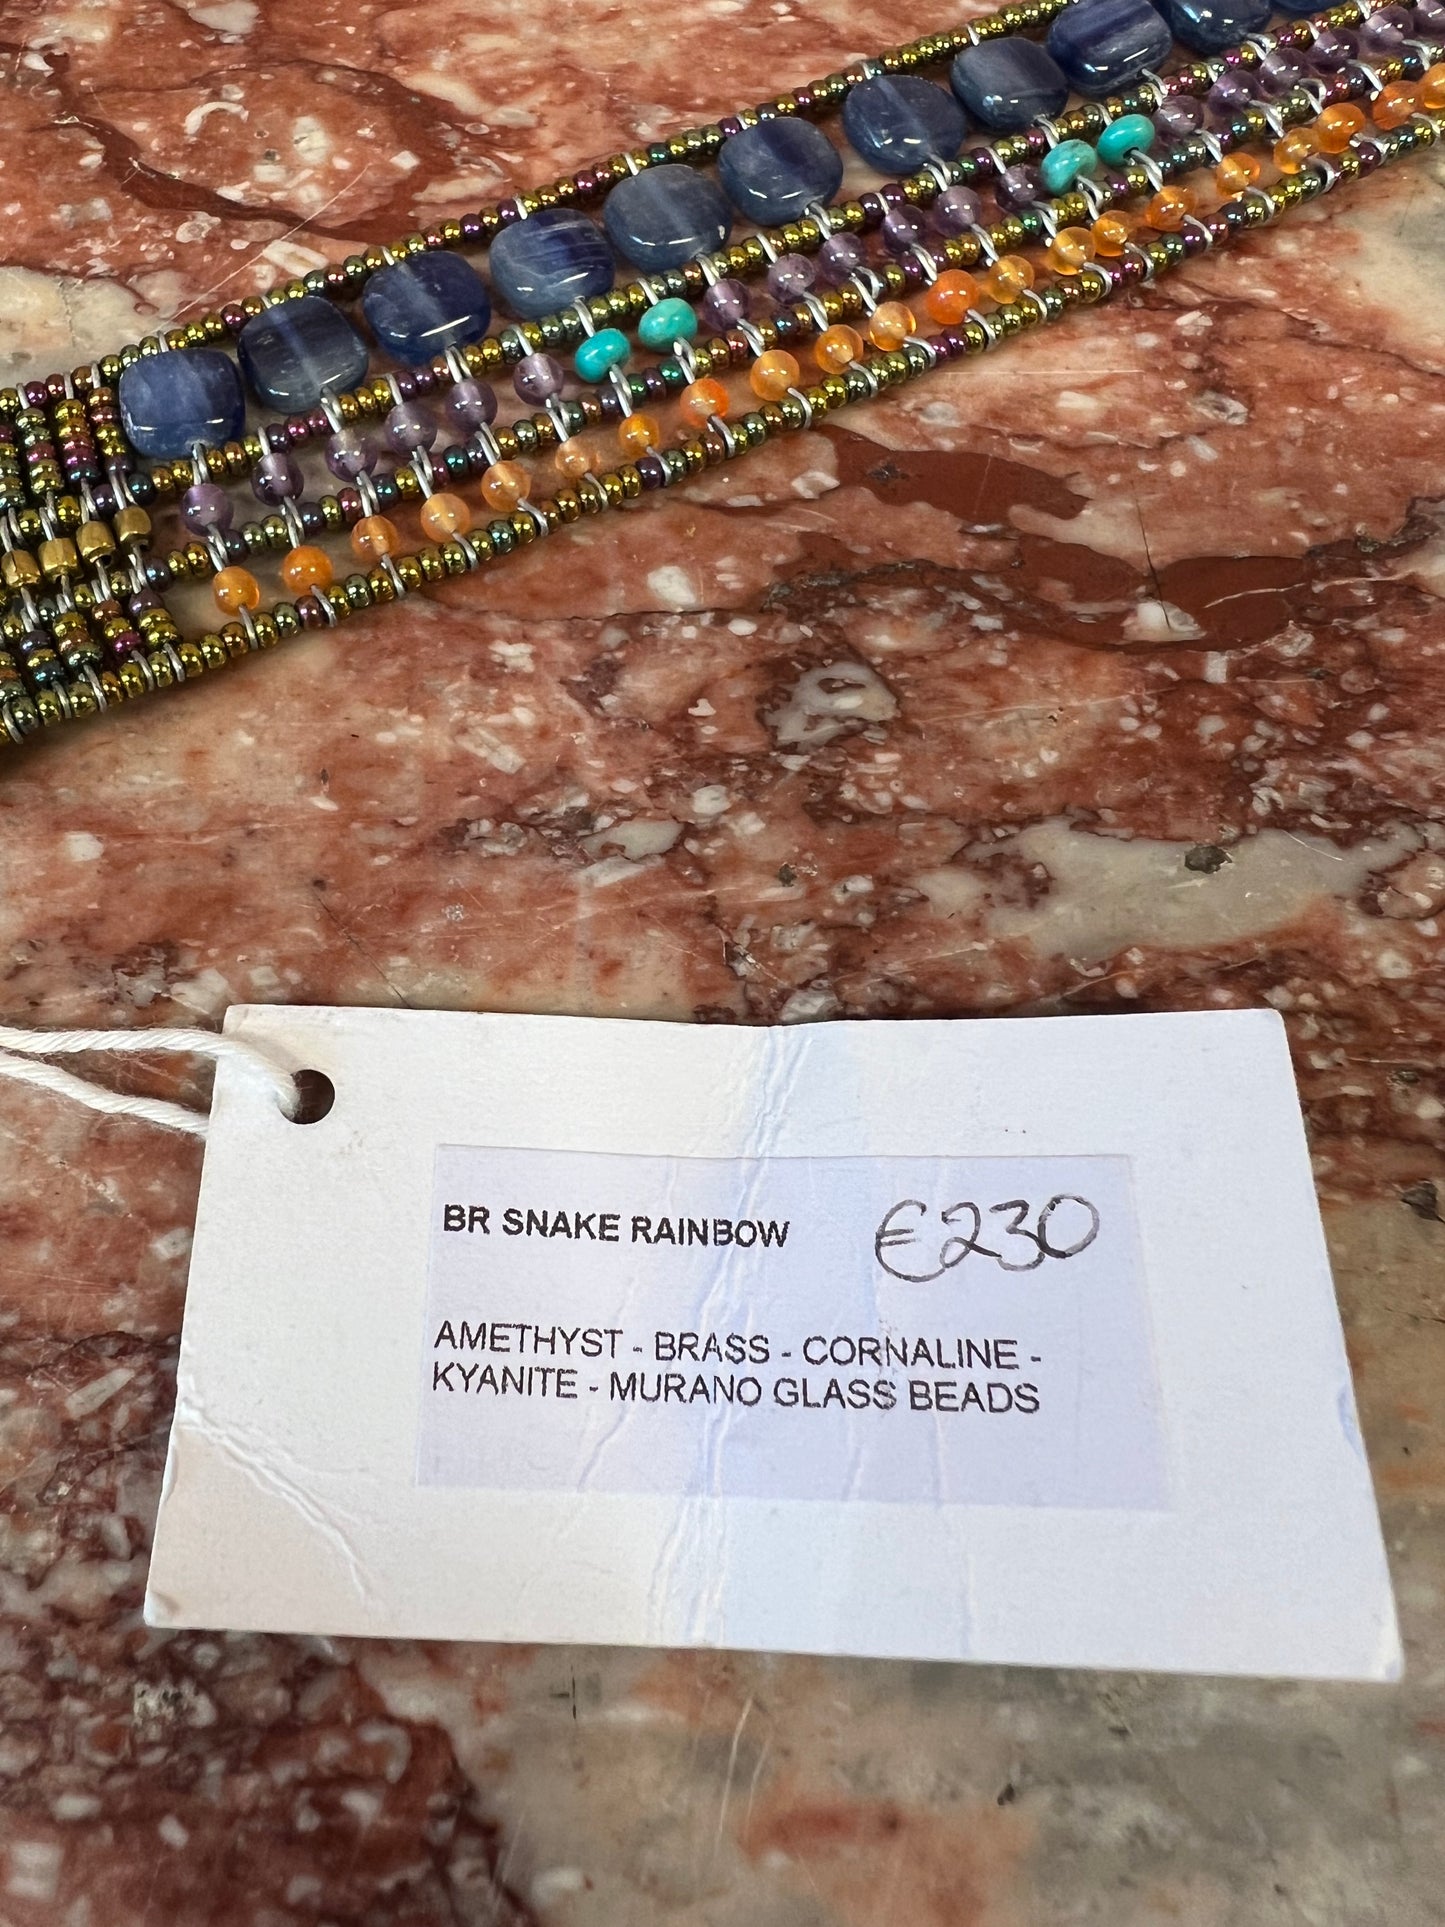 BR SNAKE RAINBOW €230
AMETHYST - BRASS - CORNALINE -
KYANITE - MURANO GLASS BEADS